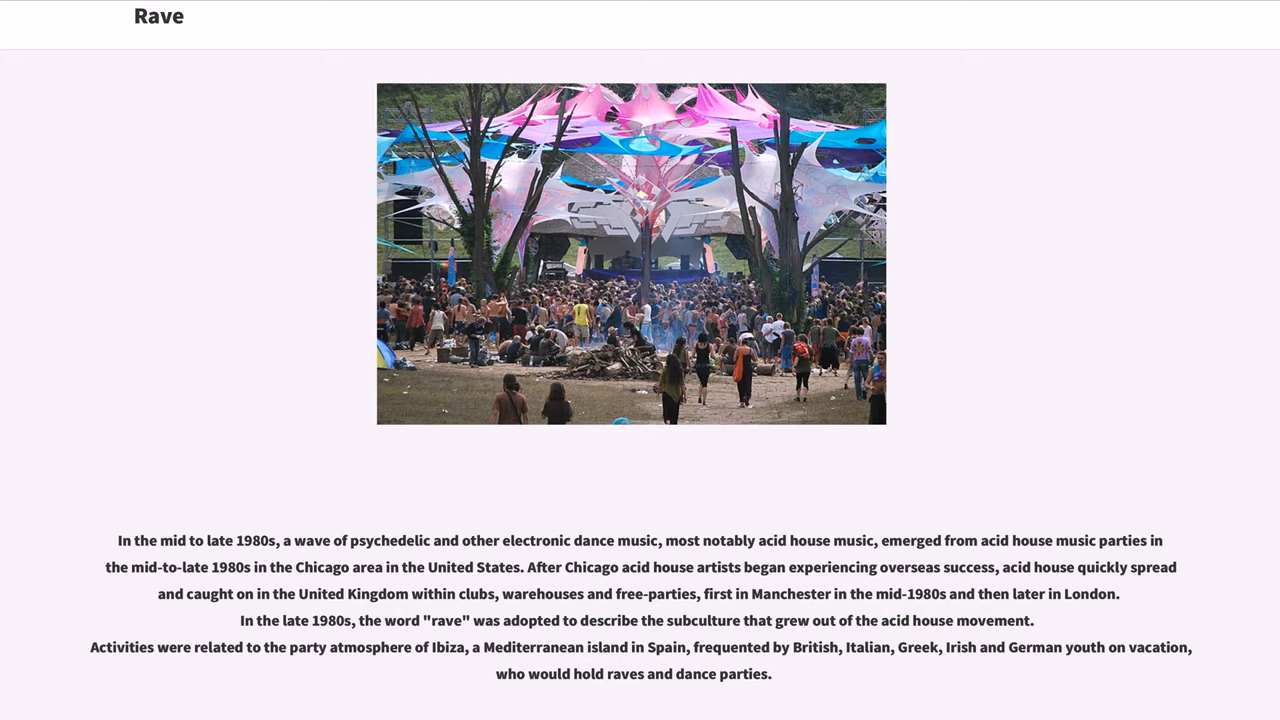 Rave
In the mid to late 1980s, a wave of psychedelic and other electronic dance music, most notably acid house music, emerged from acid house music parties in
the mid-to-late 1980s in the Chicago area in the United States. After Chicago acid house artists began experiencing overseas success, acid house quickly spread
and caught on in the United Kingdom within clubs, warehouses and free-parties, first in Manchester in the mid-1980s and then later in London.
In the late 1980s, the word "rave" was adopted to describe the subculture that grew out of the acid house movement.
Activities were related to the party atmosphere of Ibiza, a Mediterranean island in Spain, frequented by British, Italian, Greek, Irish and German youth on vacation,
who would hold raves and dance parties.